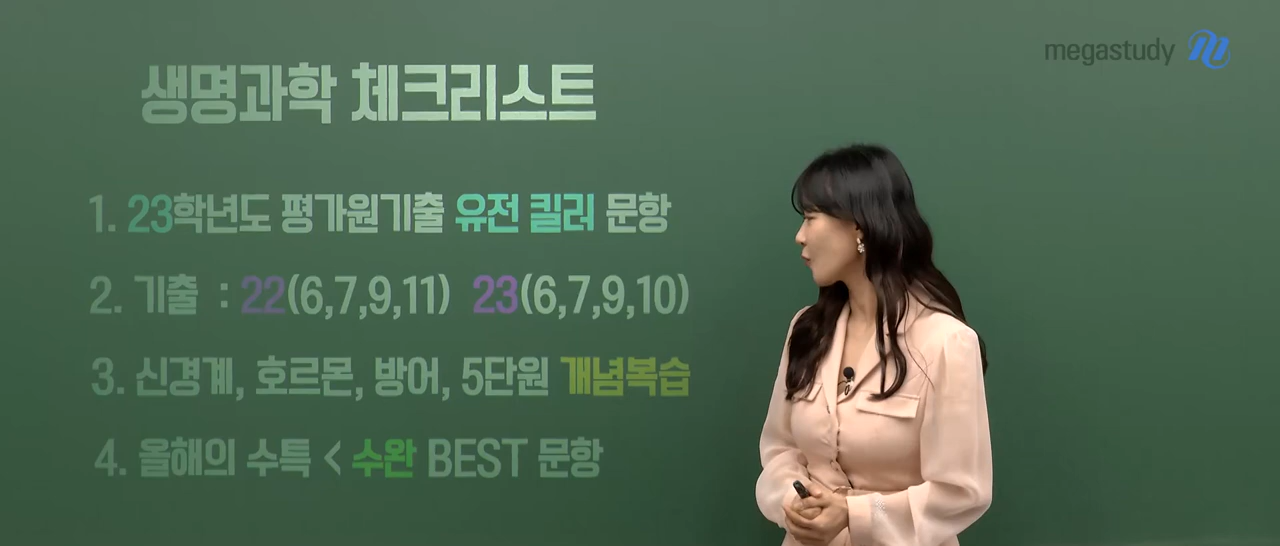 megastudy
생명과학 체크리스트
1. 23학년도 평가원기출 유전 킬러 문항
2. 기출 : 22(6,7,9,11) 23(6,7,9,10)
3. 신경계, 호르몬, 방어, 5단원 개념복습
4. 올해의 수특 < 수완 BEST 문항